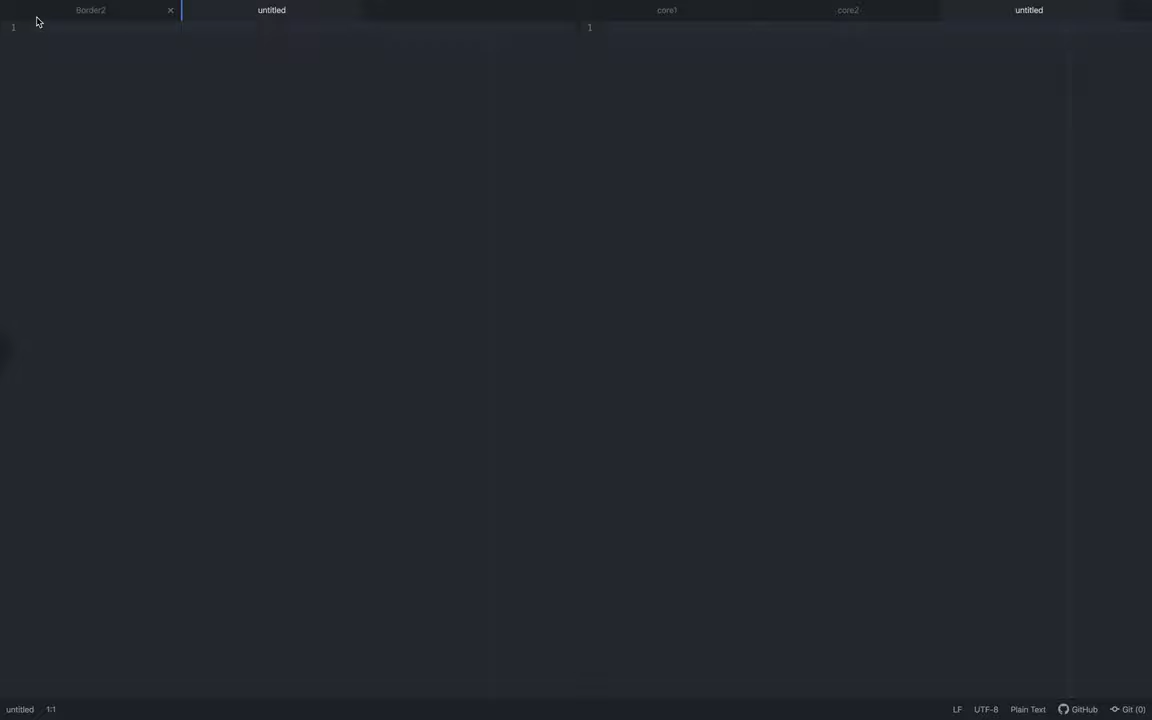 Border2 untitled core1 core2 untitled
1 1
untitled 1:1 LF UTF-8 Plain Text GitHub Git (0)